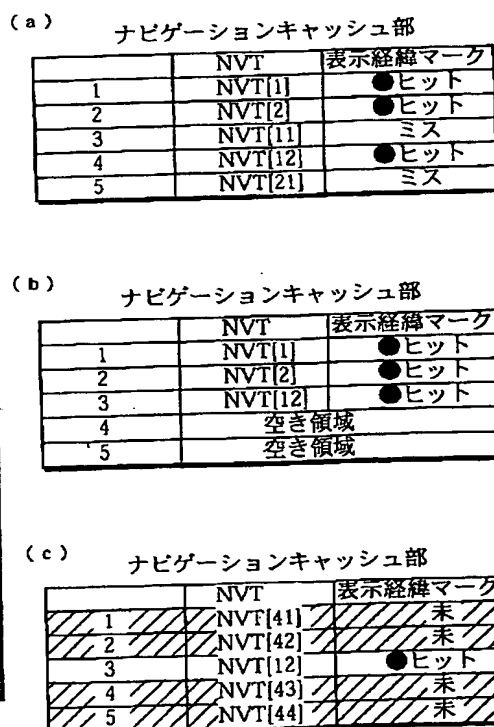 (a)
ナビゲーションキャッシュ部
NVT 表示経緯マーク
1 NVT[1] ●ヒット
2 NVT[2] ●ヒット
3 NVT[11] ミス
4 NVT[12] ●ヒット
5 NVT[21] ミス
(b)
ナビゲーションキャッシュ部
NVT 表示経緯マーク
1 NVT[1] ●ヒット
2 NVT[2] ●ヒット
3 NVT[12] ●ヒット
4 空き領域
5 空き領域
(c)
ナビゲーションキャッシュ部
NVT 表示経緯マーク
1 NVT[41] 未
2 NVT[42] 未
3 NVT[12] ●ヒット
4 NVT[43] 未
5 NVT[44] 未